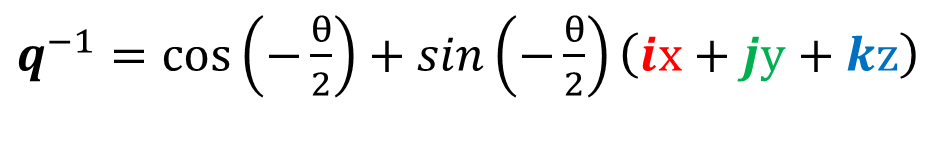 q⁻¹ = cos(−θ/2) + sin(−θ/2)(ix + jy + kz)